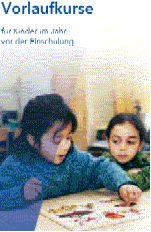 Vorlaufkurse
für Kinder im Jahr
vor der Einschulung